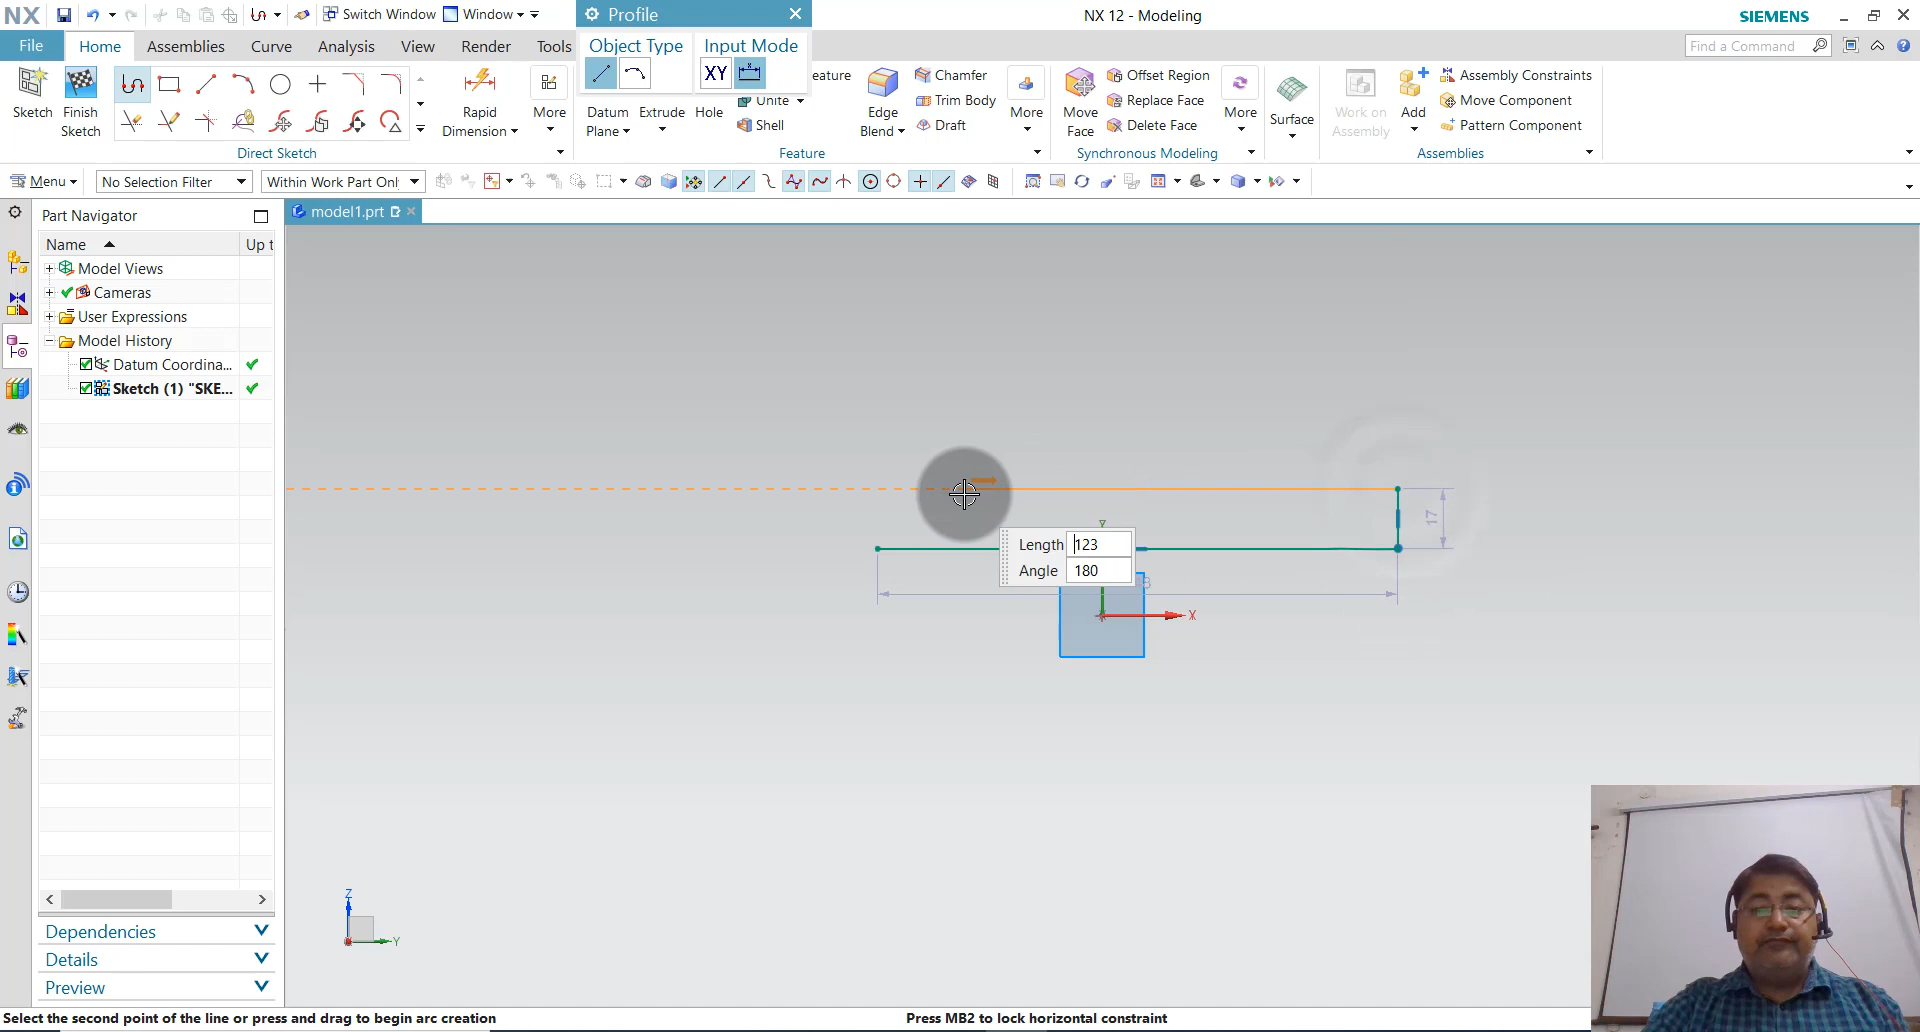 NX Switch Window Window Profile NX 12 - Modeling SIEMENS
File Home Assemblies Curve Analysis View Render Tools Object Type Input Mode Find a Command
XY
Sketch Finish Sketch Rapid Dimension More Datum Plane Extrude Hole eature Unite Shell Edge Blend Chamfer Trim Body Draft More Move Face Offset Region Replace Face Delete Face More Surface Work on Assembly Add Assembly Constraints Move Component Pattern Component
Direct Sketch Feature Synchronous Modeling Assemblies
Menu No Selection Filter Within Work Part Onl
Part Navigator model1.prt
Name Up t
Model Views
Cameras
User Expressions
Model History
Datum Coordina...
Sketch (1) "SKE...
17
Length 123
Angle 180
X
Z
Y
Dependencies
Details
Preview
Select the second point of the line or press and drag to begin arc creation Press MB2 to lock horizontal constraint